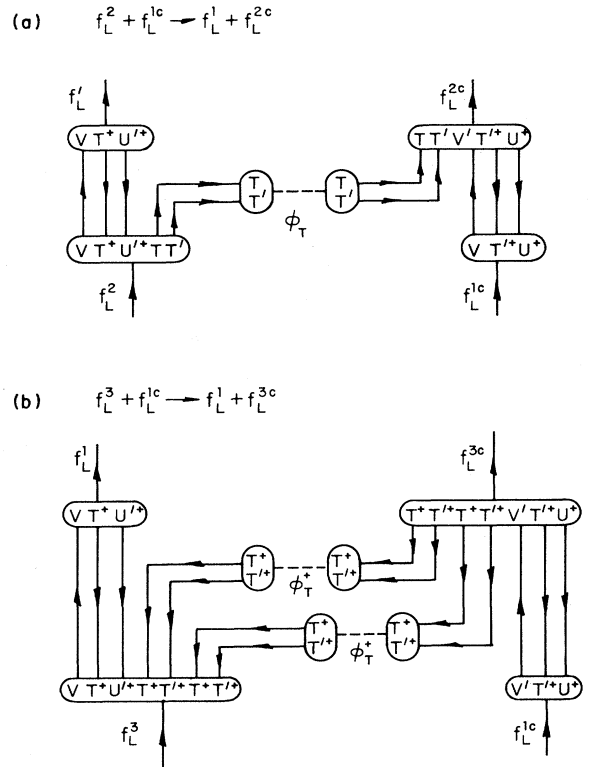 (a) f_L^2 + f_L^{1c} → f_L^1 + f_L^{2c}
f_L' f_L^{2c}
V T⁺ U'⁺ T T' V' T'⁺ U⁺
T T
T' T'
ϕ_T
V T⁺ U'⁺ T T' V T'⁺ U⁺
f_L^2 f_L^{1c}
(b) f_L^3 + f_L^{1c} → f_L^1 + f_L^{3c}
f_L^1 f_L^{3c}
V T⁺ U'⁺ T⁺ T'⁺ T⁺ T'⁺ V' T'⁺ U⁺
T⁺ T⁺
T'⁺ ϕ_T^+ T'⁺
T⁺ T⁺
T'⁺ ϕ_T^+ T'⁺
V T⁺ U'⁺ T⁺ T'⁺ T⁺ T'⁺ V' T'⁺ U⁺
f_L^3 f_L^{1c}